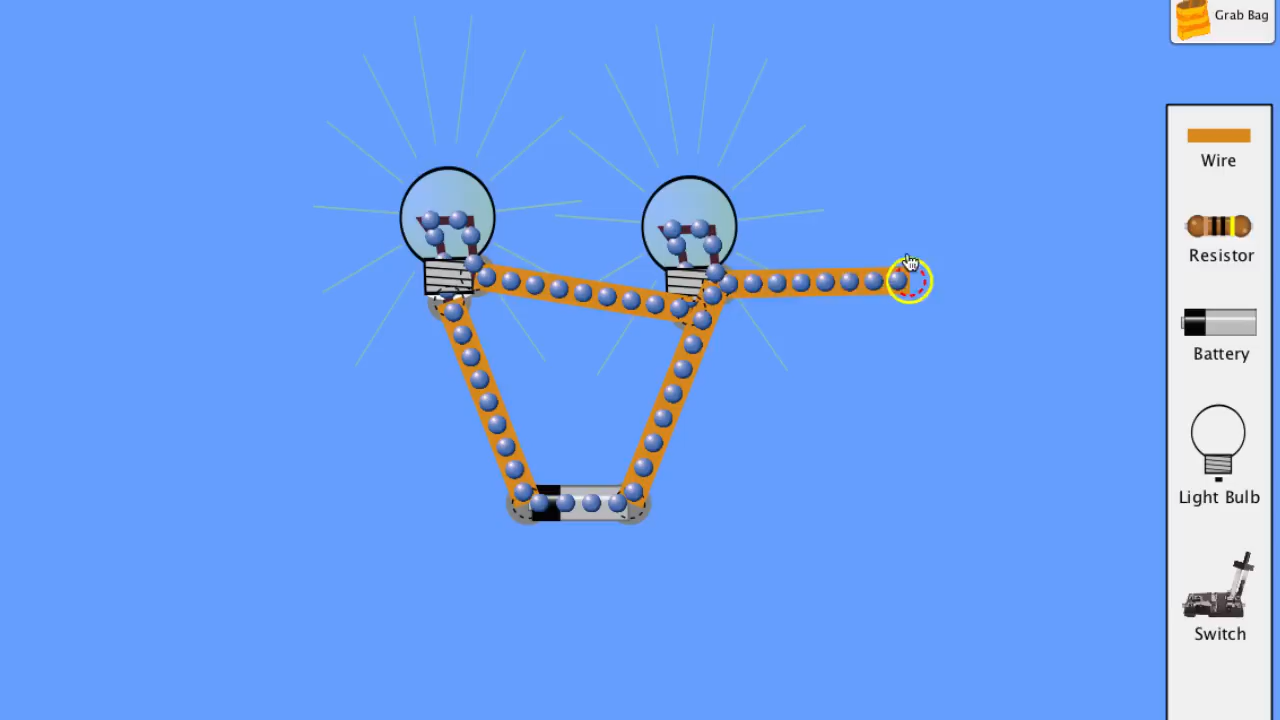 Grab Bag
Wire
Resistor
Battery
Light Bulb
Switch